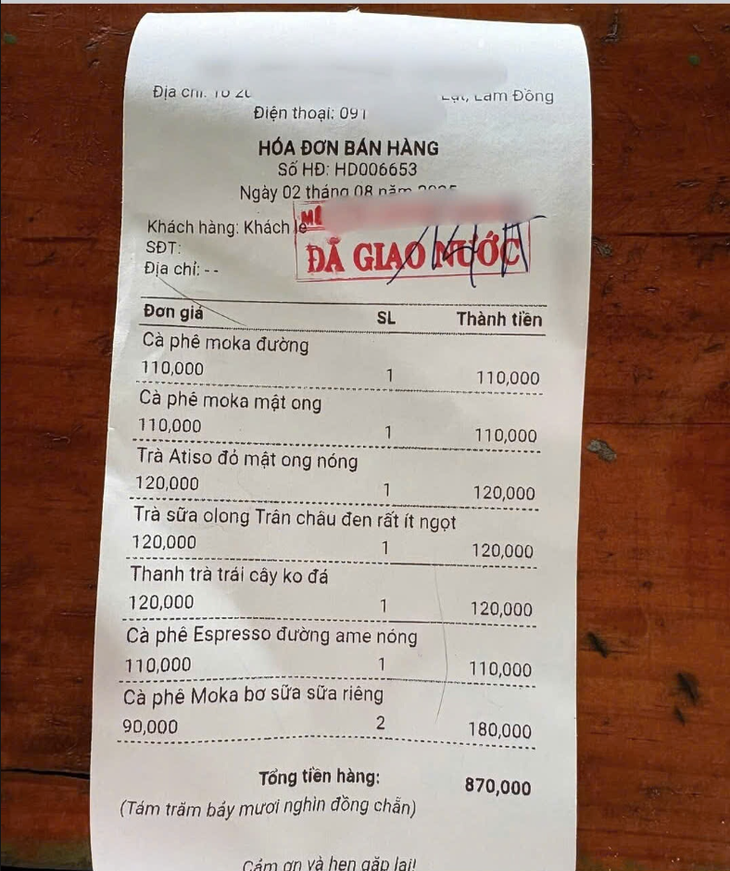 Địa chỉ: Tổ 20
Lạt, Lâm Đồng
Điện thoại: 091
HÓA ĐƠN BÁN HÀNG
Số HĐ: HD006653
Ngày 02 tháng 08 năm 2025
Khách hàng: Khách lẻ
SĐT:
Địa chỉ: - -
ĐÃ GIAO NƯỚC
Đơn giá SL Thành tiền
Cà phê moka đường
110,000 1 110,000
Cà phê moka mật ong
110,000 1 110,000
Trà Atiso đỏ mật ong nóng
120,000 1 120,000
Trà sữa olong Trân châu đen rất ít ngọt
120,000 1 120,000
Thanh trà trái cây ko đá
120,000 1 120,000
Cà phê Espresso đường ame nóng
110,000 1 110,000
Cà phê Moka bơ sữa sữa riêng
90,000 2 180,000
Tổng tiền hàng: 870,000
(Tám trăm bảy mươi nghìn đồng chẵn)
Cảm ơn và hẹn gặp lại!